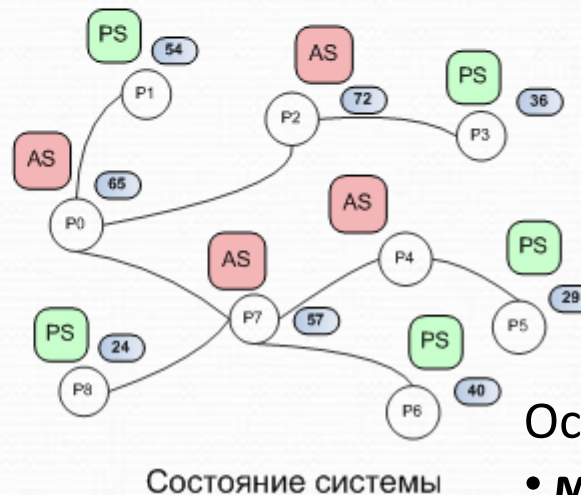 PS
54
P1
AS
72
P2
PS
36
P3
AS
65
P0
AS
P4
AS
57
P7
PS
29
P5
PS
24
P8
PS
40
P6
Состояние системы
Ос
• м